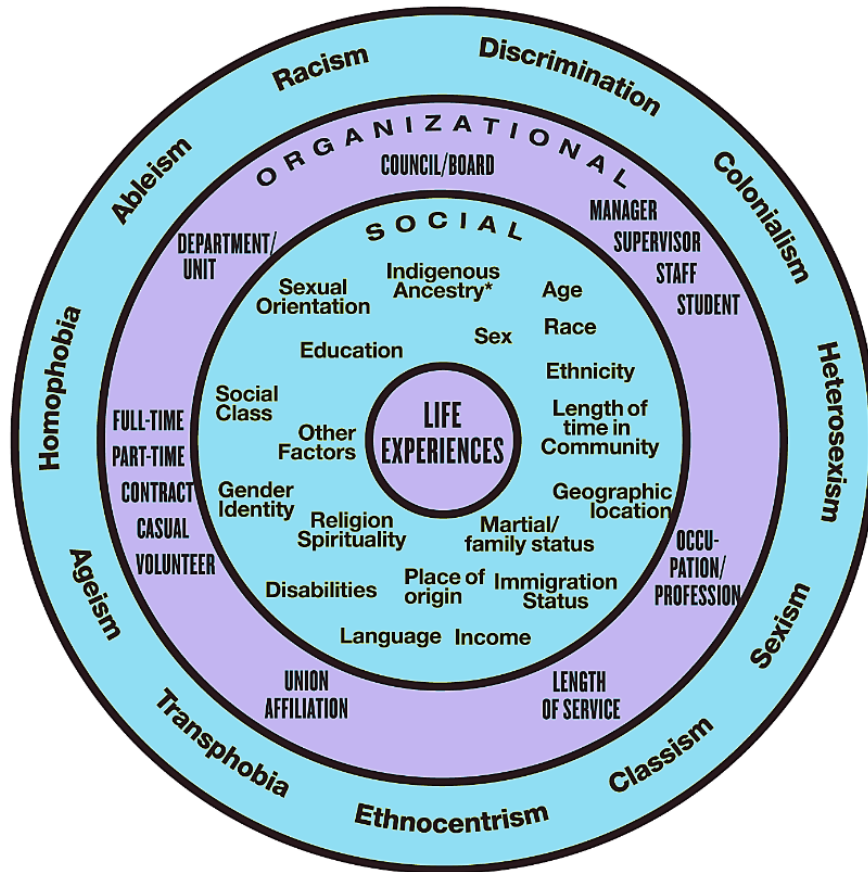 Racism
Discrimination
Colonialism
Heterosexism
Sexism
Classism
Ethnocentrism
Transphobia
Ageism
Homophobia
Ableism
ORGANIZATIONAL
COUNCIL/BOARD
MANAGER
SUPERVISOR
STAFF
STUDENT
OCCU-
PATION/
PROFESSION
LENGTH
OF SERVICE
UNION
AFFILIATION
FULL-TIME
PART-TIME
CONTRACT
CASUAL
VOLUNTEER
DEPARTMENT/
UNIT
SOCIAL
Indigenous
Ancestry*
Age
Sexual
Orientation
Sex
Race
Education
Ethnicity
Social
Class
Length of
time in
Community
Other
Factors
Gender
Identity
Geographic
location
Religion
Spirituality
Martial/
family status
Disabilities
Place of
origin
Immigration
Status
Language
Income
LIFE
EXPERIENCES